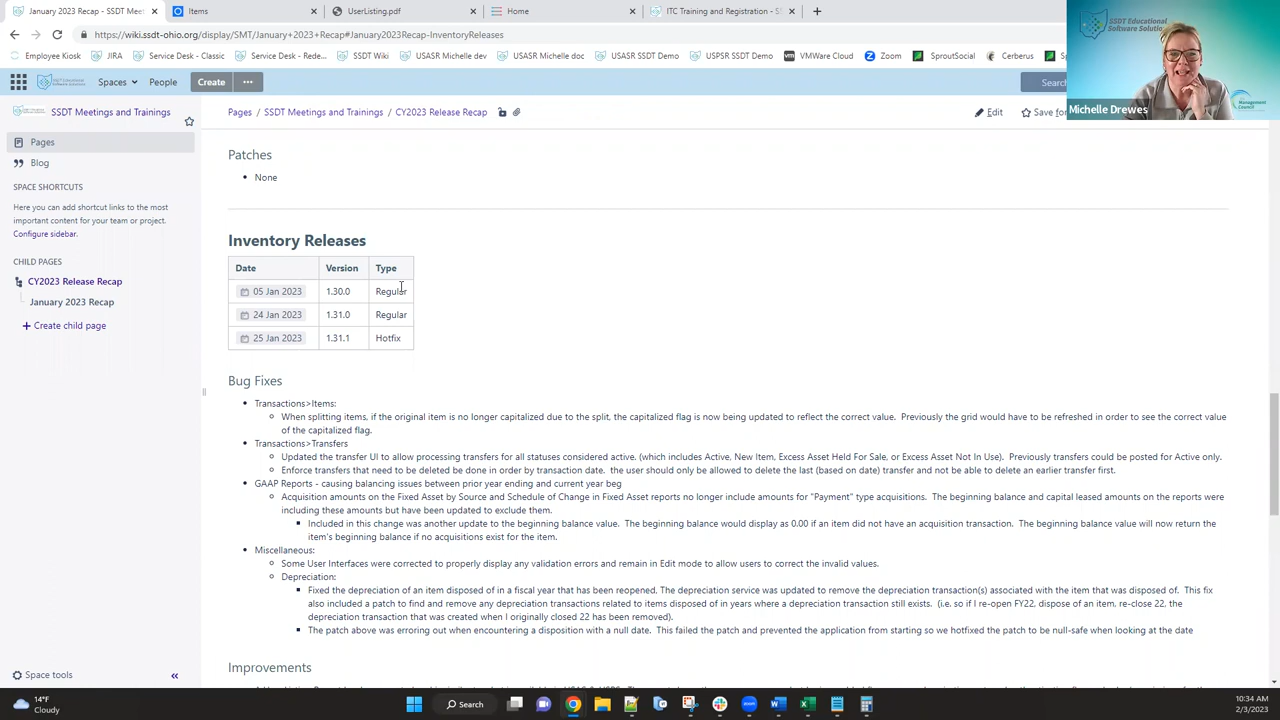 January 2023 Recap - SSDT Meet
Items
UserListing.pdf
Home
ITC Training and Registration - SS
https://wiki.ssdt-ohio.org/display/SMT/January+2023+Recap#January2023Recap-InventoryReleases
Employee Kiosk
JIRA
Service Desk - Classic
Service Desk - Rede...
SSDT Wiki
USASR Michelle dev
USASR Michelle doc
USASR SSDT Demo
USPSR SSDT Demo
VMWare Cloud
Zoom
SproutSocial
Cerberus
Spaces
People
Create
Search
SSDT Educational
Software Solutions
Management
Council
Michelle Drewes
SSDT Meetings and Trainings
Pages / SSDT Meetings and Trainings / CY2023 Release Recap
Edit
Save for
Pages
Blog
SPACE SHORTCUTS
Here you can add shortcut links to the most
important content for your team or project.
Configure sidebar.
CHILD PAGES
CY2023 Release Recap
January 2023 Recap
+ Create child page
Space tools
Patches
• None
Inventory Releases
Date Version Type
05 Jan 2023 1.30.0 Regular
24 Jan 2023 1.31.0 Regular
25 Jan 2023 1.31.1 Hotfix
Bug Fixes
• Transactions>Items:
When splitting items, if the original item is no longer capitalized due to the split, the capitalized flag is now being updated to reflect the correct value. Previously the grid would have to be refreshed in order to see the correct value
of the capitalized flag.
• Transactions>Transfers
Updated the transfer UI to allow processing transfers for all statuses considered active. (which includes Active, New Item, Excess Asset Held For Sale, or Excess Asset Not In Use). Previously transfers could be posted for Active only.
Enforce transfers that need to be deleted be done in order by transaction date. the user should only be allowed to delete the last (based on date) transfer and not be able to delete an earlier transfer first.
• GAAP Reports - causing balancing issues between prior year ending and current year beg
Acquisition amounts on the Fixed Asset by Source and Schedule of Change in Fixed Asset reports no longer include amounts for "Payment" type acquisitions. The beginning balance and capital leased amounts on the reports were
including these amounts but have been updated to exclude them.
Included in this change was another update to the beginning balance value. The beginning balance would display as 0.00 if an item did not have an acquisition transaction. The beginning balance value will now return the
item's beginning balance if no acquisitions exist for the item.
• Miscellaneous:
Some User Interfaces were corrected to properly display any validation errors and remain in Edit mode to allow users to correct the invalid values.
Depreciation:
Fixed the depreciation of an item disposed of in a fiscal year that has been reopened. The depreciation service was updated to remove the depreciation transaction(s) associated with the item that was disposed of. This fix
also included a patch to find and remove any depreciation transactions related to items disposed of in years where a depreciation transaction still exists. (i.e. so if I re-open FY22, dispose of an item, re-close 22, the
depreciation transaction that was created when I originally closed 22 has been removed).
The patch above was erroring out when encountering a disposition with a null date. This failed the patch and prevented the application from starting so we hotfixed the patch to be null-safe when looking at the date
Improvements
14°F
Cloudy
Search
10:34 AM
2/3/2023